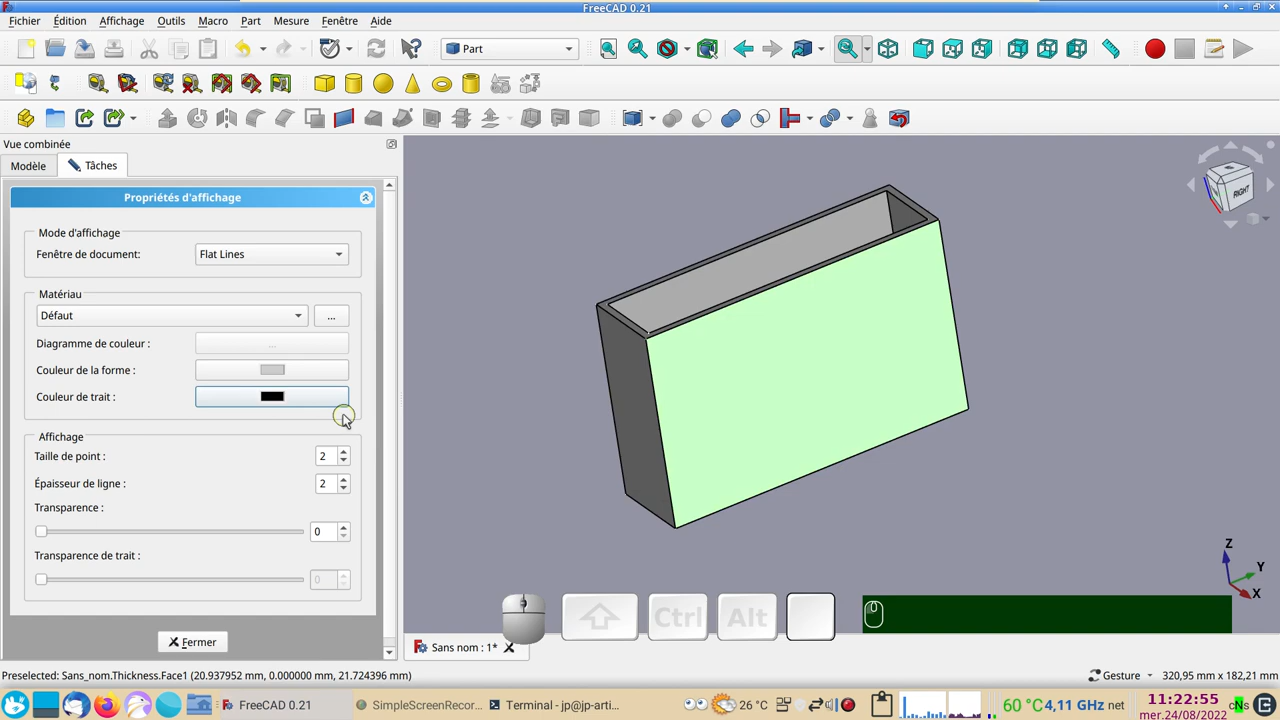 FreeCAD 0.21
Fichier Édition Affichage Outils Macro Part Mesure Fenêtre Aide
Part
Vue combinée
Modèle Tâches
Propriétés d'affichage
Mode d'affichage
Fenêtre de document: Flat Lines
Matériau
Défaut ...
Diagramme de couleur : ...
Couleur de la forme :
Couleur de trait :
Affichage
Taille de point : 2
Épaisseur de ligne : 2
Transparence :
0
Transparence de trait :
0
Fermer
RIGHT
Z
Y
X
Ctrl Alt
Sans nom : 1*
Preselected: Sans_nom.Thickness.Face1 (20.937952 mm, 0.000000 mm, 21.724396 mm)
Gesture 320,95 mm x 182,21 mm
FreeCAD 0.21
SimpleScreenRecor...
Terminal - jp@jp-arti...
26 °C
60 °C 4,11 GHz net
11:22:55
mer.24/08/2022
cNs